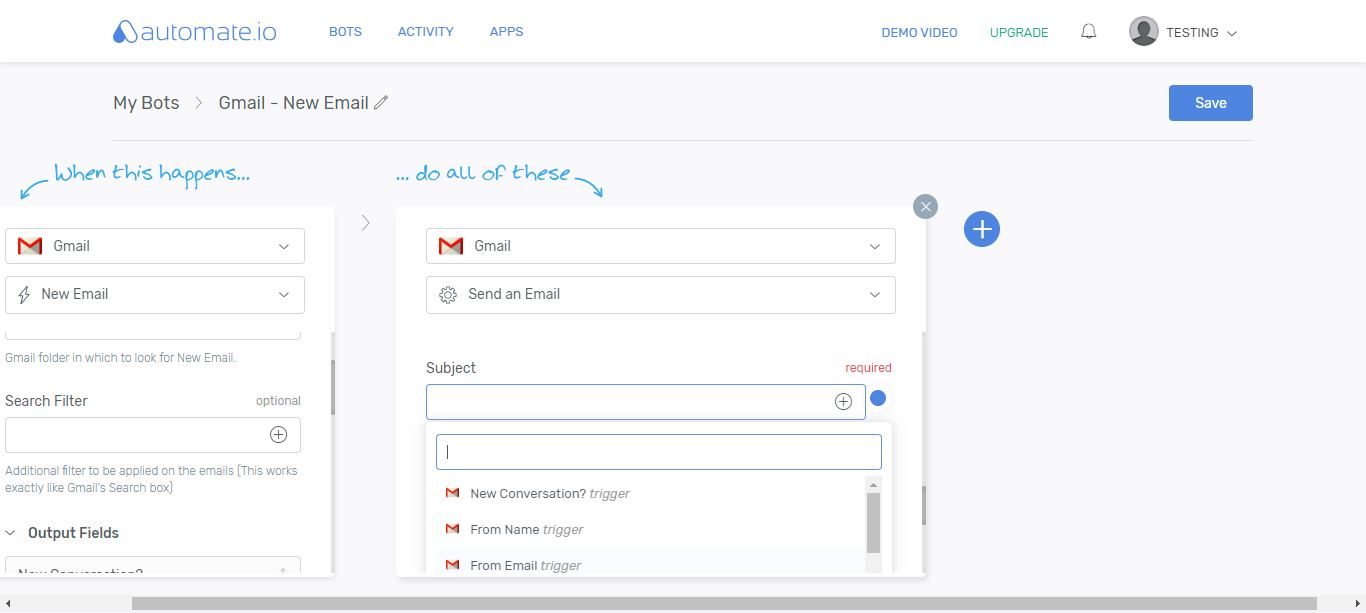 automate.io BOTS ACTIVITY APPS DEMO VIDEO UPGRADE TESTING
My Bots Gmail - New Email Save
When this happens...
... do all of these
Gmail
New Email
Gmail folder in which to look for New Email.
Search Filter optional
Additional filter to be applied on the emails (This works
exactly like Gmail's Search box)
Output Fields
New Conversation?
Gmail
Send an Email
Subject required
New Conversation? trigger
From Name trigger
From Email trigger